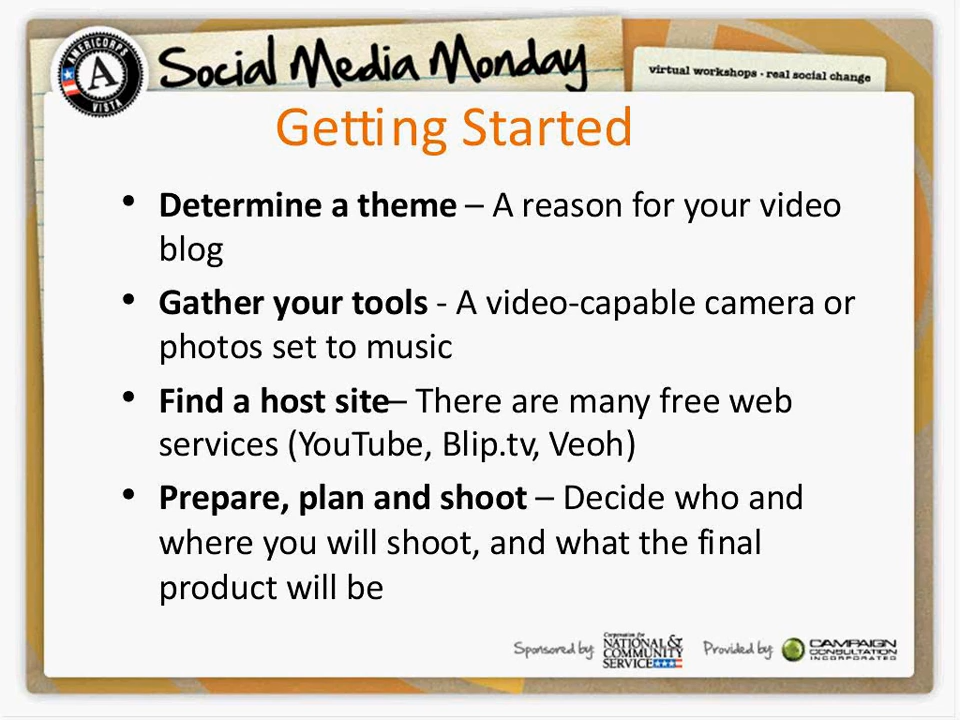 AMERICORPS
A
VISTA
Social Media Monday
virtual workshops · real social change
Getting Started
• Determine a theme – A reason for your video
blog
• Gather your tools - A video-capable camera or
photos set to music
• Find a host site– There are many free web
services (YouTube, Blip.tv, Veoh)
• Prepare, plan and shoot – Decide who and
where you will shoot, and what the final
product will be
Sponsored by:
Corporation for
NATIONAL &
COMMUNITY
SERVICE
Provided by:
CAMPAIGN
CONSULTATION
INCORPORATED